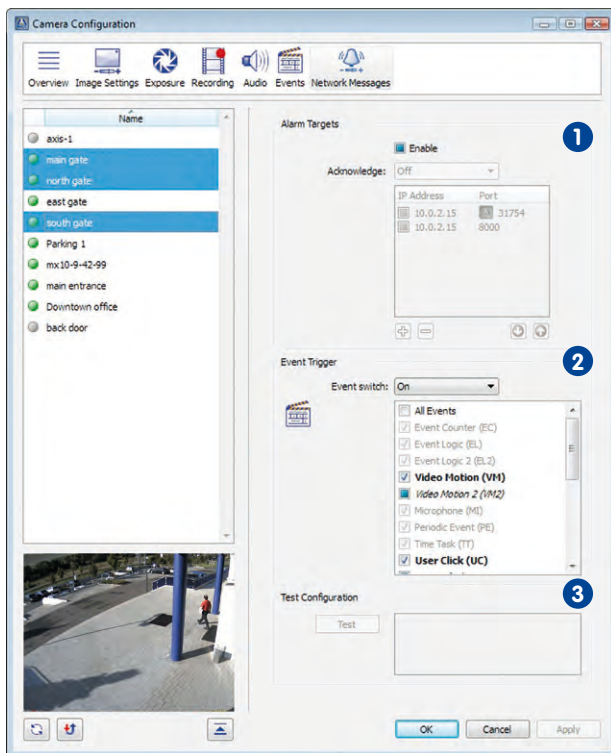 Camera Configuration
Overview Image Settings Exposure Recording Audio Events Network Messages
Name
axis-1
main gate
north gate
east gate
south gate
Parking 1
mx10-9-42-99
main entrance
Downtown office
back door
Alarm Targets
1
Enable
Acknowledge: Off
IP Address Port
10.0.2.15 31754
10.0.2.15 8000
Event Trigger
2
Event switch: On
All Events
Event Counter (EC)
Event Logic (EL)
Event Logic 2 (EL2)
Video Motion (VM)
Video Motion 2 (VM2)
Microphone (MI)
Periodic Event (PE)
Time Task (TT)
User Click (UC)
Test Configuration
3
Test
OK Cancel Apply